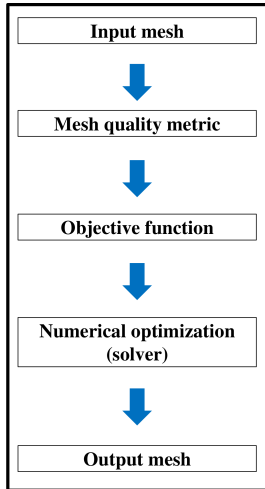 Input mesh
Mesh quality metric
Objective function
Numerical optimization
(solver)
Output mesh